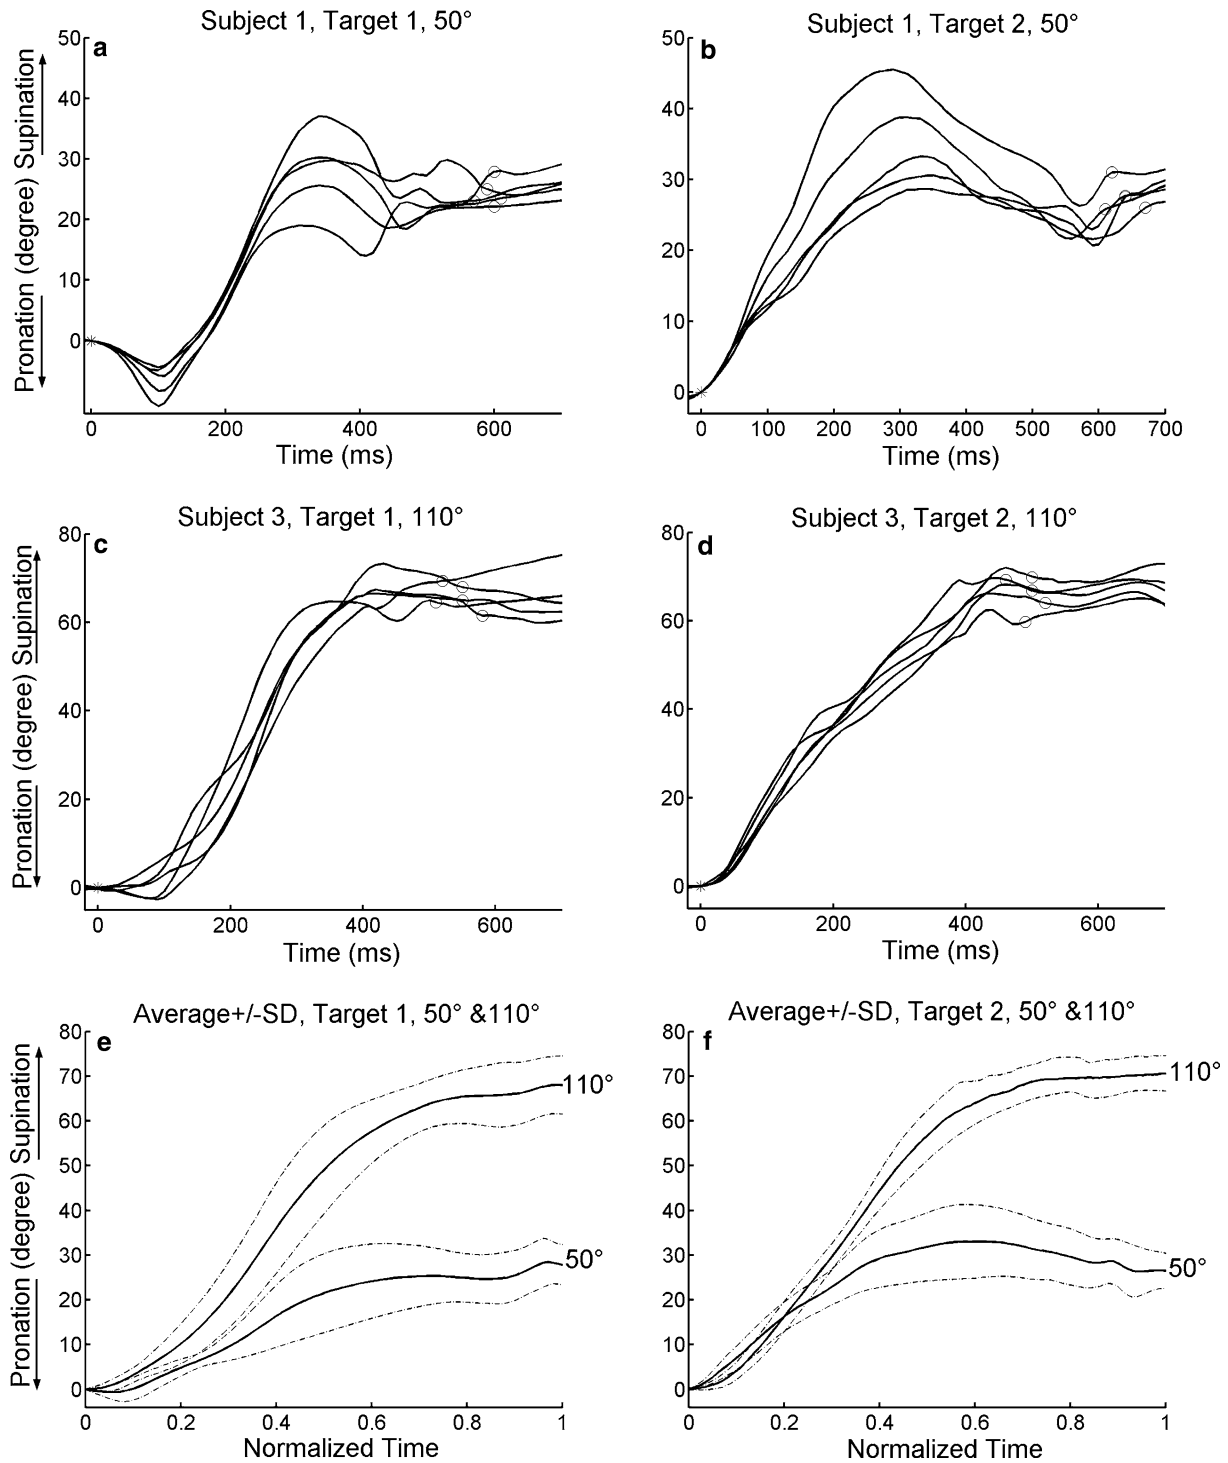 Subject 1, Target 1, 50°
a
50
40
30
20
10
0
Pronation (degree) Supination
0 200 400 600
Time (ms)
Subject 1, Target 2, 50°
b
50
40
30
20
10
0
0 100 200 300 400 500 600 700
Time (ms)
Subject 3, Target 1, 110°
c
80
60
40
20
0
Pronation (degree) Supination
0 200 400 600
Time (ms)
Subject 3, Target 2, 110°
d
80
60
40
20
0
0 200 400 600
Time (ms)
Average+/-SD, Target 1, 50° &110°
e
80
70
60
50
40
30
20
10
0
Pronation (degree) Supination
110°
50°
0 0.2 0.4 0.6 0.8 1
Normalized Time
Average+/-SD, Target 2, 50° &110°
f
80
70
60
50
40
30
20
10
0
110°
50°
0 0.2 0.4 0.6 0.8 1
Normalized Time